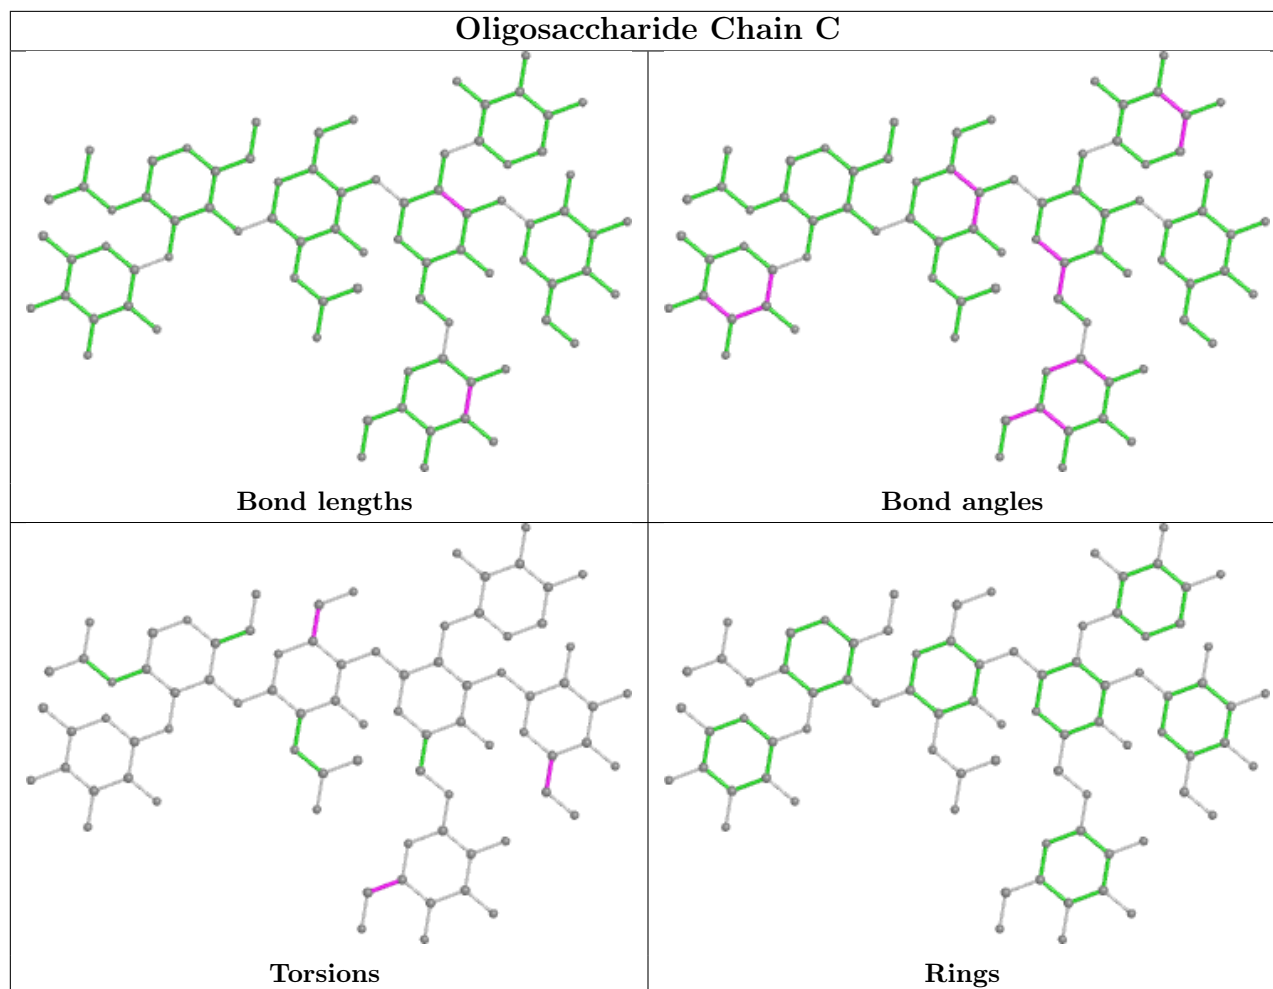 Oligosaccharide Chain C
Bond lengths
Bond angles
Torsions
Rings